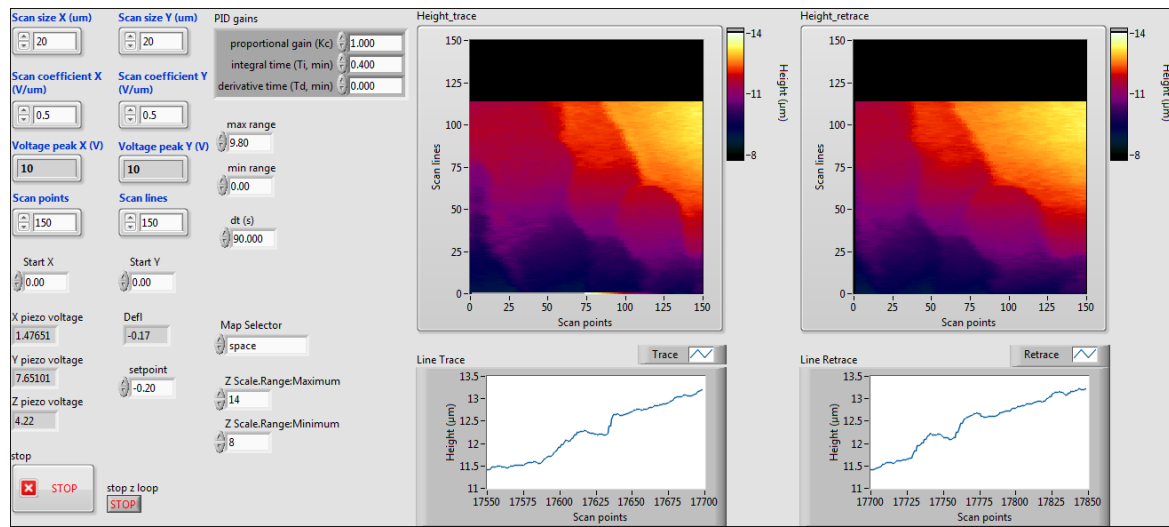 Scan size X (um)
20
Scan size Y (um)
20
Scan coefficient X
(V/um)
0.5
Scan coefficient Y
(V/um)
0.5
Voltage peak X (V)
10
Voltage peak Y (V)
10
Scan points
150
Scan lines
150
Start X
0.00
Start Y
0.00
X piezo voltage
1.47651
Defl
-0.17
Y piezo voltage
7.65101
setpoint
-0.20
Z piezo voltage
4.22
stop
STOP
stop z loop
STOP
PID gains
proportional gain (Kc) 1.000
integral time (Ti, min) 0.400
derivative time (Td, min) 0.000
max range
9.80
min range
0.00
dt (s)
90.000
Map Selector
space
Z Scale.Range:Maximum
14
Z Scale.Range:Minimum
8
Height_trace
150
125
100
75
50
25
0
Scan lines
0 25 50 75 100 125 150
Scan points
-14
-11
-8
Height (µm)
Height_retrace
150
125
100
75
50
25
0
Scan lines
0 25 50 75 100 125 150
Scan points
-14
-11
-8
Height (µm)
Line Trace
Trace
13.5
13
12.5
12
11.5
11
Height (µm)
17550 17575 17600 17625 17650 17675 17700
Scan points
Line Retrace
Retrace
13.5
13
12.5
12
11.5
11
Height (µm)
17700 17725 17750 17775 17800 17825 17850
Scan points